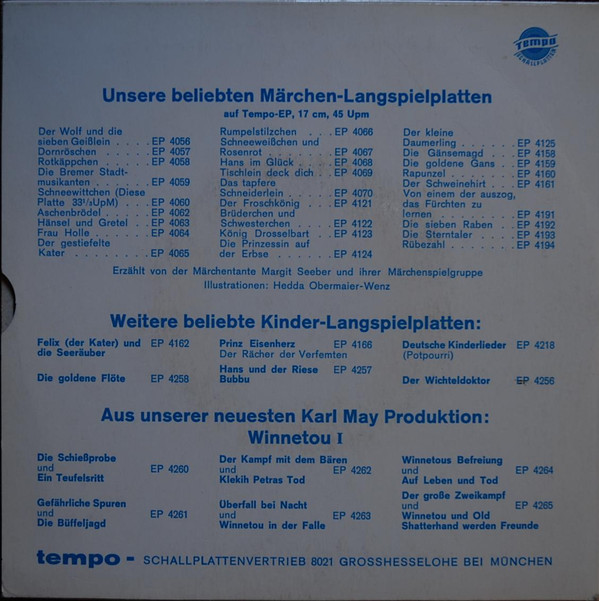 Tempo
SCHALLPLATTEN
Unsere beliebten Märchen-Langspielplatten
auf Tempo-EP, 17 cm, 45 Upm
Der Wolf und die
sieben Geißlein . . . . EP 4056
Dornröschen . . . . . EP 4057
Rotkäppchen . . . . . EP 4058
Die Bremer Stadt-
musikanten . . . . . EP 4059
Schneewittchen (Diese
Platte 33⅓UpM) . . . EP 4060
Aschenbrödel . . . . EP 4062
Hänsel und Gretel . . EP 4063
Frau Holle . . . . . EP 4064
Der gestiefelte
Kater . . . . . . . . EP 4065
Rumpelstilzchen . . . EP 4066
Schneeweißchen und
Rosenrot . . . . . . EP 4067
Hans im Glück . . . . EP 4068
Tischlein deck dich . . EP 4069
Das tapfere
Schneiderlein . . . . EP 4070
Der Froschkönig . . . EP 4121
Brüderchen und
Schwesterchen . . . EP 4122
König Drosselbart . . EP 4123
Die Prinzessin auf
der Erbse . . . . . . EP 4124
Der kleine
Daumerling . . . . . EP 4125
Die Gänsemagd . . . EP 4158
Die goldene Gans . . . EP 4159
Rapunzel . . . . . . EP 4160
Der Schweinehirt . . . EP 4161
Von einem der auszog,
das Fürchten zu
lernen . . . . . . . EP 4191
Die sieben Raben . . EP 4192
Die Sterntaler . . . . EP 4193
Rübezahl . . . . . . EP 4194
Erzählt von der Märchentante Margit Seeber und ihrer Märchenspielgruppe
Illustrationen: Hedda Obermaier-Wenz
Weitere beliebte Kinder-Langspielplatten:
Felix (der Kater) und EP 4162
die Seeräuber
Die goldene Flöte EP 4258
Prinz Eisenherz EP 4166
Der Rächer der Verfemten
Hans und der Riese EP 4257
Bubbu
Deutsche Kinderlieder EP 4218
(Potpourri)
Der Wichteldoktor EP 4256
Aus unserer neuesten Karl May Produktion:
Winnetou I
Die Schießprobe
und EP 4260
Ein Teufelsritt
Gefährliche Spuren
und EP 4261
Die Büffeljagd
Der Kampf mit dem Bären
und EP 4262
Klekih Petras Tod
Überfall bei Nacht
und EP 4263
Winnetou in der Falle
Winnetous Befreiung
und EP 4264
Auf Leben und Tod
Der große Zweikampf
und EP 4265
Winnetou und Old
Shatterhand werden Freunde
tempo - SCHALLPLATTENVERTRIEB 8021 GROSSHESSELOHE BEI MÜNCHEN